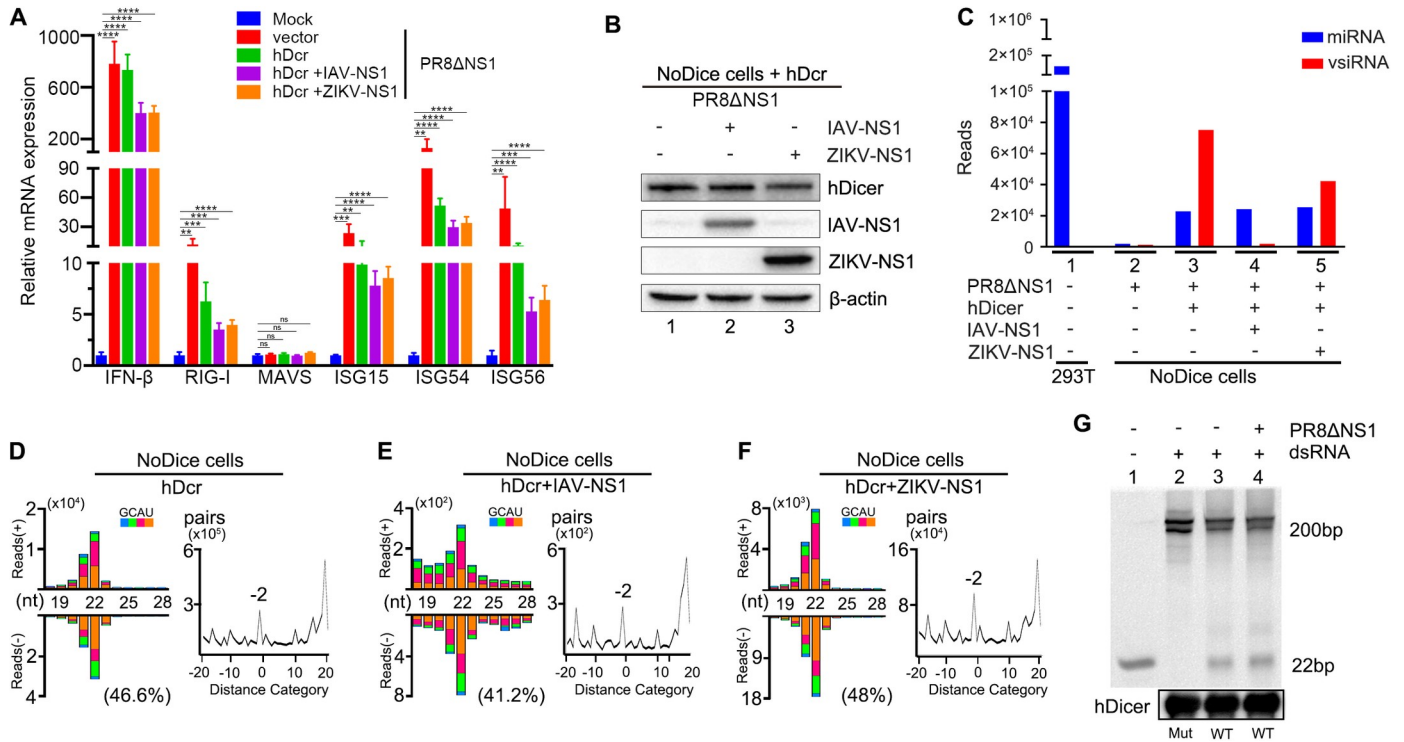 A
Mock
vector
hDcr
hDcr +IAV-NS1
hDcr +ZIKV-NS1
PR8ΔNS1
Relative mRNA expression
1000
600
200
90
60
30
10
5
0
**** **** **** ****
** *** *** ****
ns ns ns ns
*** ** **** ****
** **** **** ****
** **** *** ****
IFN-β RIG-I MAVS ISG15 ISG54 ISG56
B
NoDice cells + hDcr
PR8ΔNS1
- + - IAV-NS1
- - + ZIKV-NS1
hDicer
IAV-NS1
ZIKV-NS1
β-actin
1 2 3
C
miRNA
vsiRNA
Reads
1×10⁶
2×10⁵
1×10⁵
8×10⁴
6×10⁴
4×10⁴
2×10⁴
0
1 2 3 4 5
PR8ΔNS1 - + + + +
hDicer - - + + +
IAV-NS1 - - - + -
ZIKV-NS1 - - - - +
293T NoDice cells
D
NoDice cells
hDcr
(x10⁴)
GCAU
Reads(+)
2
1
(nt) 19 22 25 28
Reads(-)
2
4
(46.6%)
pairs
(x10⁵)
6
3
-2
-20 -10 0 10 20
Distance Category
E
NoDice cells
hDcr+IAV-NS1
(x10²)
GCAU
Reads(+)
4
2
(nt) 19 22 25 28
Reads(-)
4
8
(41.2%)
pairs
(x10²)
6
3
-2
-20 -10 0 10 20
Distance Category
F
NoDice cells
hDcr+ZIKV-NS1
(x10³)
GCAU
Reads(+)
8
4
(nt) 19 22 25 28
Reads(-)
9
18
(48%)
pairs
(x10⁴)
16
8
-2
-20 -10 0 10 20
Distance Category
G
- - - + PR8ΔNS1
- + + + dsRNA
1 2 3 4
200bp
22bp
hDicer
Mut WT WT